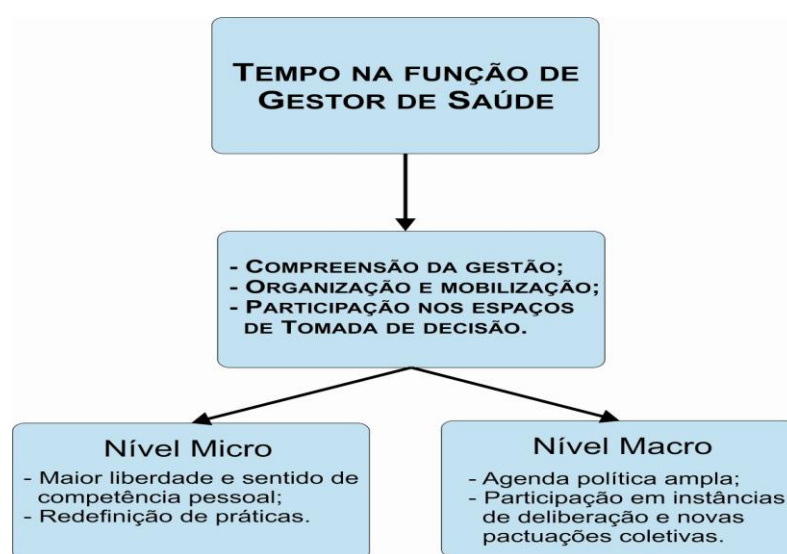 TEMPO NA FUNÇÃO DE
GESTOR DE SAÚDE
- COMPREENSÃO DA GESTÃO;
- ORGANIZAÇÃO E MOBILIZAÇÃO;
- PARTICIPAÇÃO NOS ESPAÇOS
DE TOMADA DE DECISÃO.
Nível Micro
- Maior liberdade e sentido de
competência pessoal;
- Redefinição de práticas.
Nível Macro
- Agenda política ampla;
- Participação em instâncias
de deliberação e novas
pactuações coletivas.